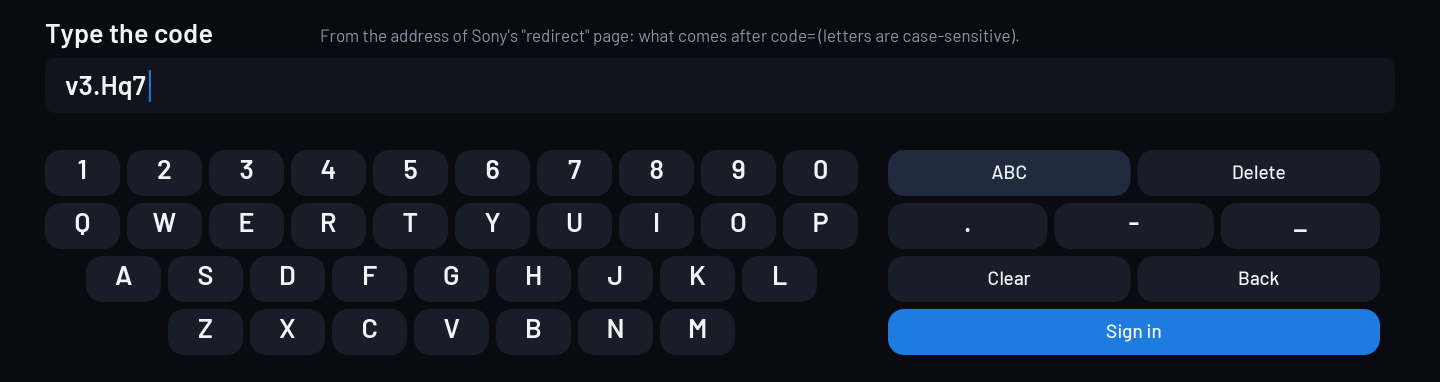 Type the code From the address of Sony's "redirect" page: what comes after code= (letters are case-sensitive).
v3.Hq7
1 2 3 4 5 6 7 8 9 0 ABC Delete
Q W E R T Y U I O P . - _
A S D F G H J K L Clear Back
Z X C V B N M Sign in